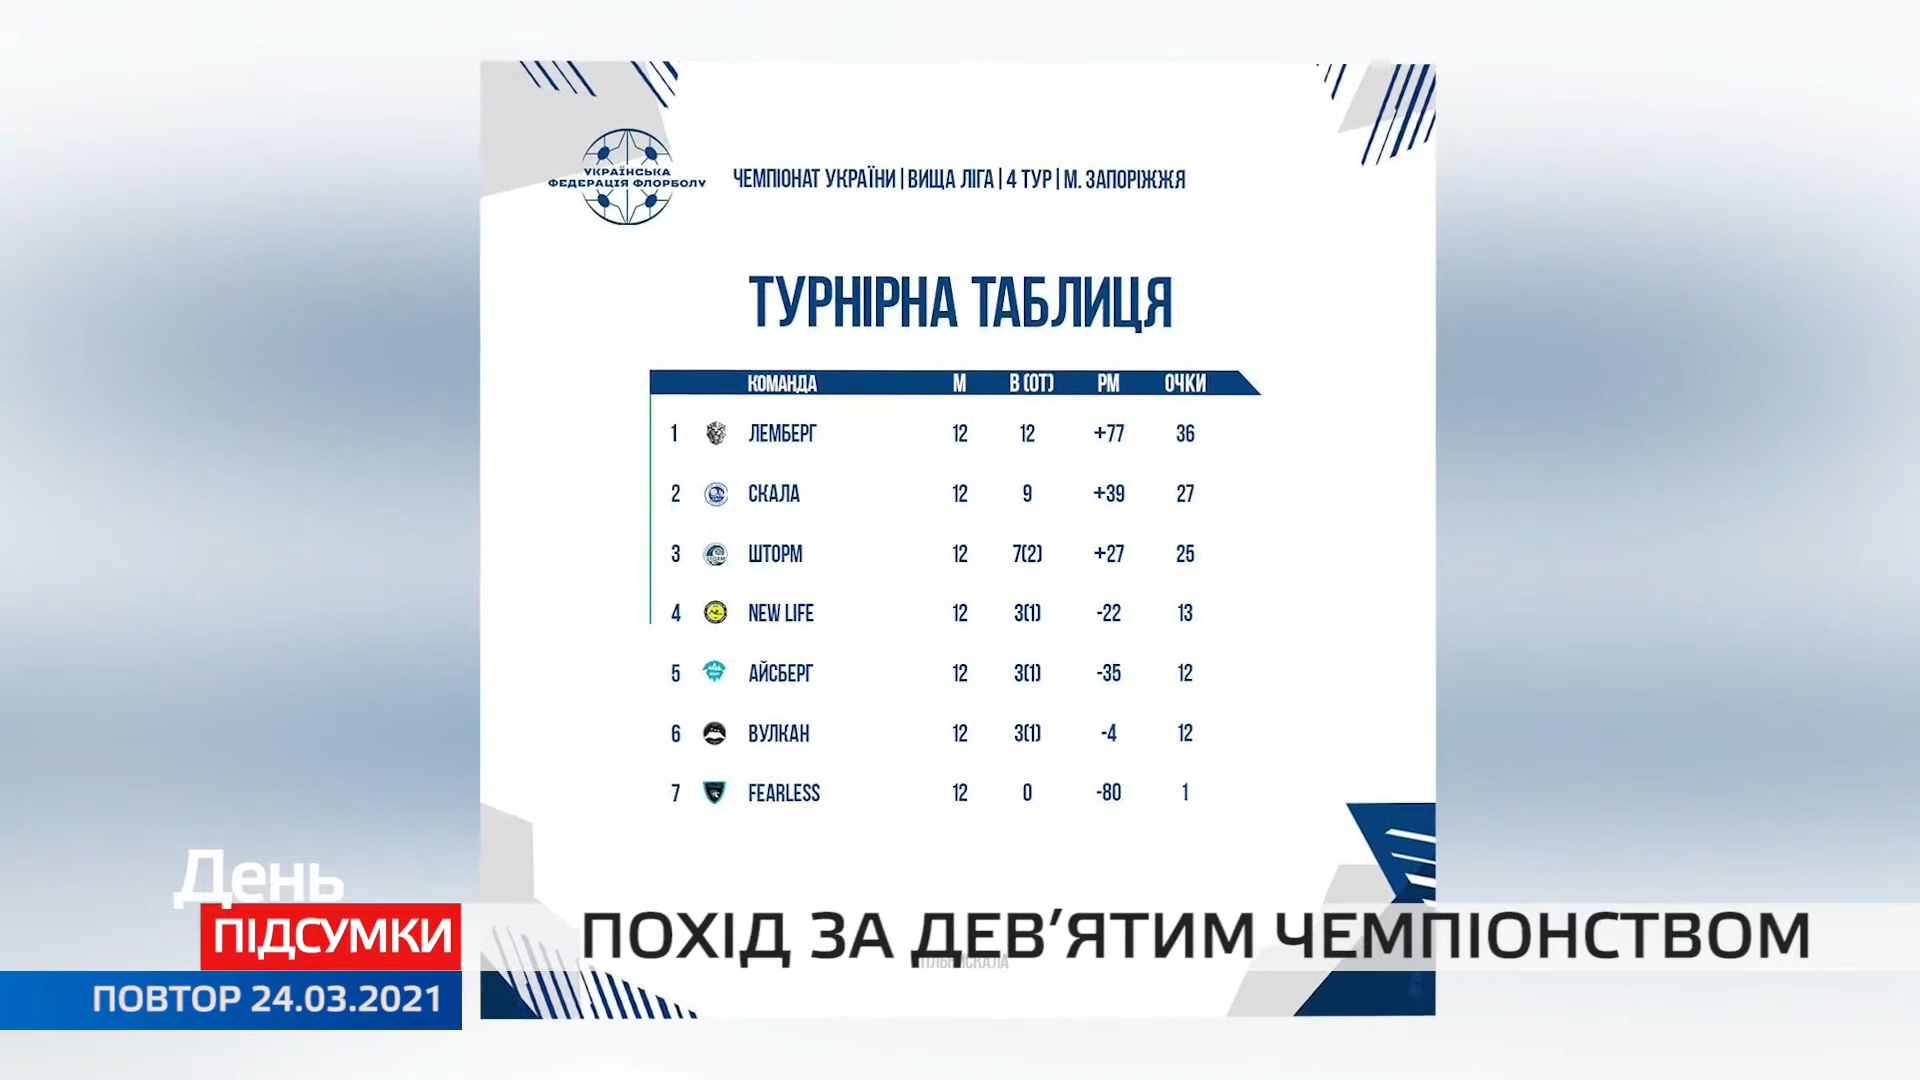 УКРАЇНСЬКА
ФЕДЕРАЦІЯ ФЛОРБОЛУ
ЧЕМПІОНАТ УКРАЇНИ | ВИЩА ЛІГА | 4 ТУР | М. ЗАПОРІЖЖЯ
ТУРНІРНА ТАБЛИЦЯ
КОМАНДА М В (ОТ) РМ ОЧКИ
1 ЛЕМБЕРГ 12 12 +77 36
2 СКАЛА 12 9 +39 27
3 ШТОРМ 12 7(2) +27 25
4 NEW LIFE 12 3(1) -22 13
5 АЙСБЕРГ 12 3(1) -35 12
6 ВУЛКАН 12 3(1) -4 12
7 FEARLESS 12 0 -80 1
День
ПІДСУМКИ
ПОХІД ЗА ДЕВ’ЯТИМ ЧЕМПІОНСТВОМ
ПОВТОР 24.03.2021